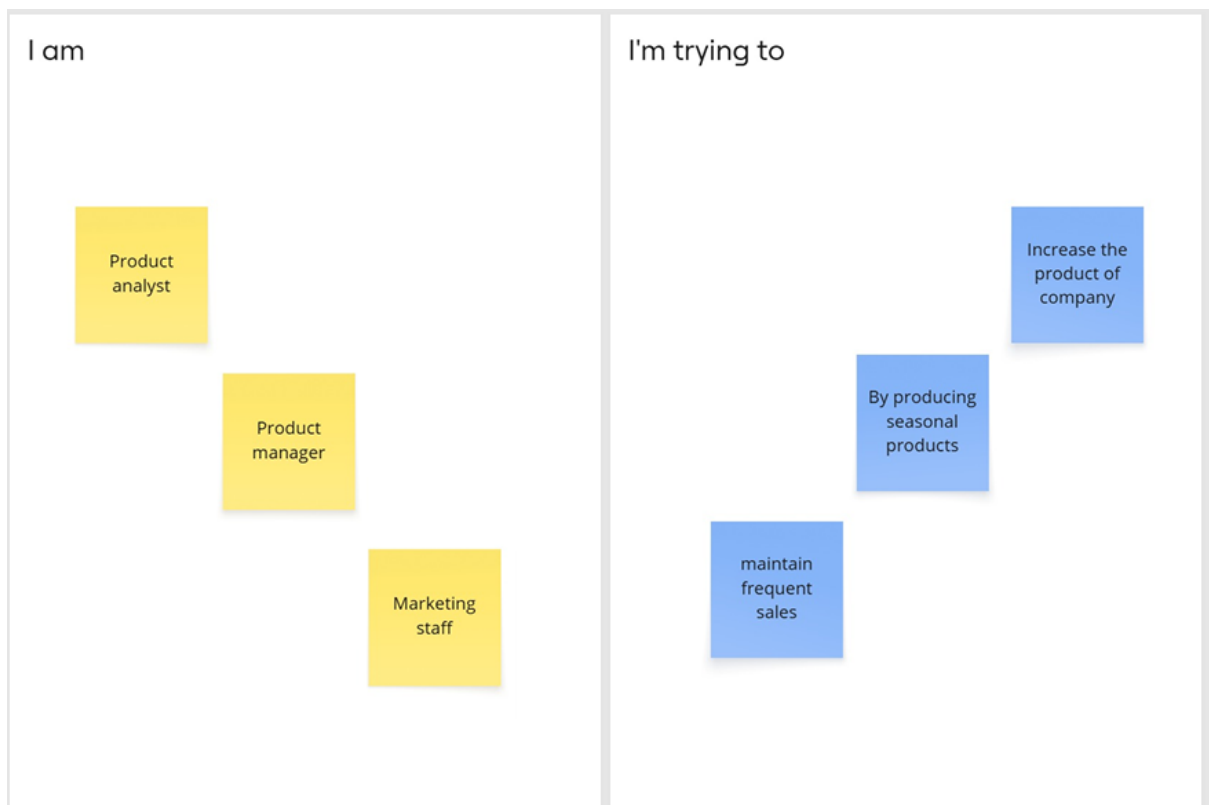 I am
Product
analyst
Product
manager
Marketing
staff
I'm trying to
Increase the
product of
company
By producing
seasonal
products
maintain
frequent
sales